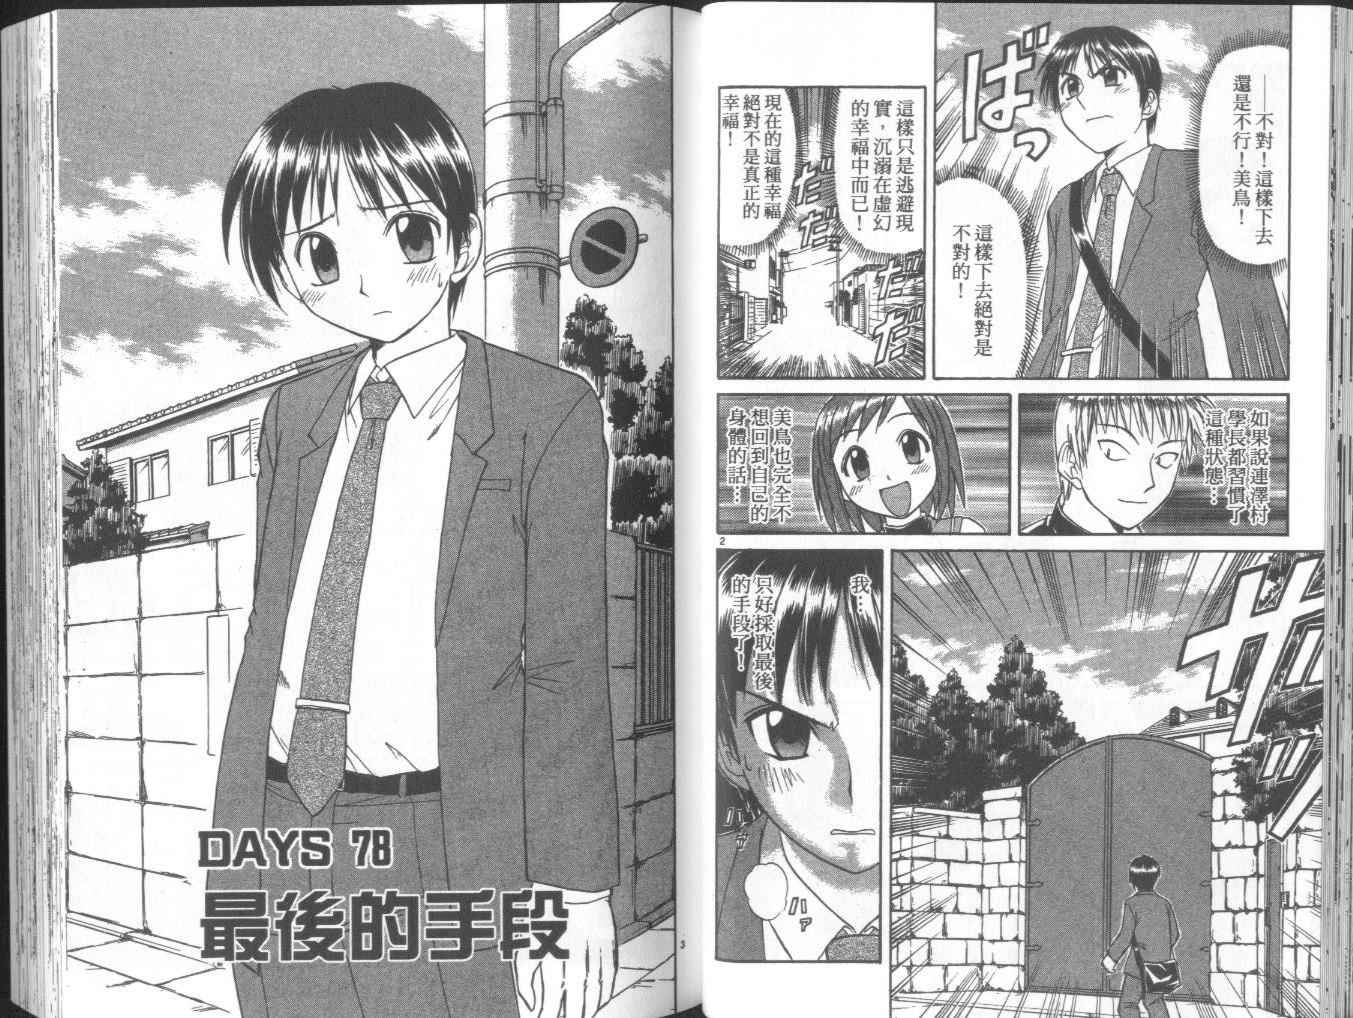 ——不對！這樣下去
還是不行！美鳥！
ばっ
這樣下去絕對是
不對的！
這樣只是逃避現
實，沉溺在虛幻
的幸福中而已！
現在的這種幸福
絕對不是真正的
幸福！
だだだだ
如果說連澤村
學長都習慣了
這種狀態…
美鳥也完全不
想回到自己的
身體的話…
2
ザッ
我…
只好採取最後
的手段了！
ハァ
DAYS 78
最後的手段
3